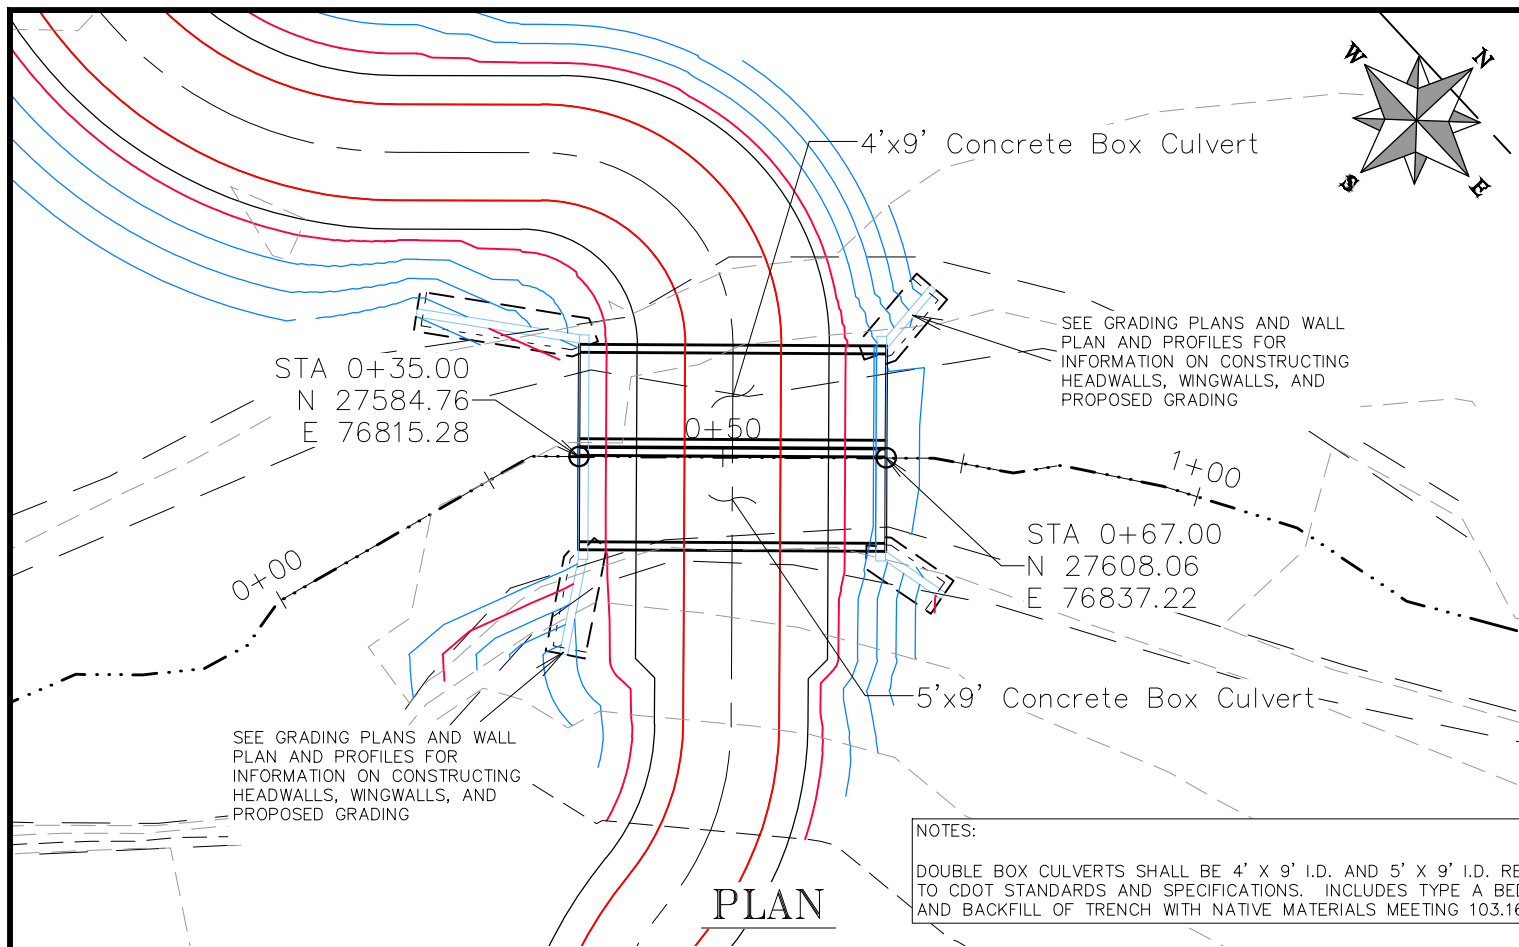 W
N
S
E
4'x9' Concrete Box Culvert
SEE GRADING PLANS AND WALL
PLAN AND PROFILES FOR
INFORMATION ON CONSTRUCTING
HEADWALLS, WINGWALLS, AND
PROPOSED GRADING
STA 0+35.00
N 27584.76
E 76815.28
0+50
1+00
0+00
STA 0+67.00
N 27608.06
E 76837.22
5'x9' Concrete Box Culvert
SEE GRADING PLANS AND WALL
PLAN AND PROFILES FOR
INFORMATION ON CONSTRUCTING
HEADWALLS, WINGWALLS, AND
PROPOSED GRADING
NOTES:
DOUBLE BOX CULVERTS SHALL BE 4' X 9' I.D. AND 5' X 9' I.D.
TO CDOT STANDARDS AND SPECIFICATIONS. INCLUDES TYPE A
AND BACKFILL OF TRENCH WITH NATIVE MATERIALS MEETING
PLAN